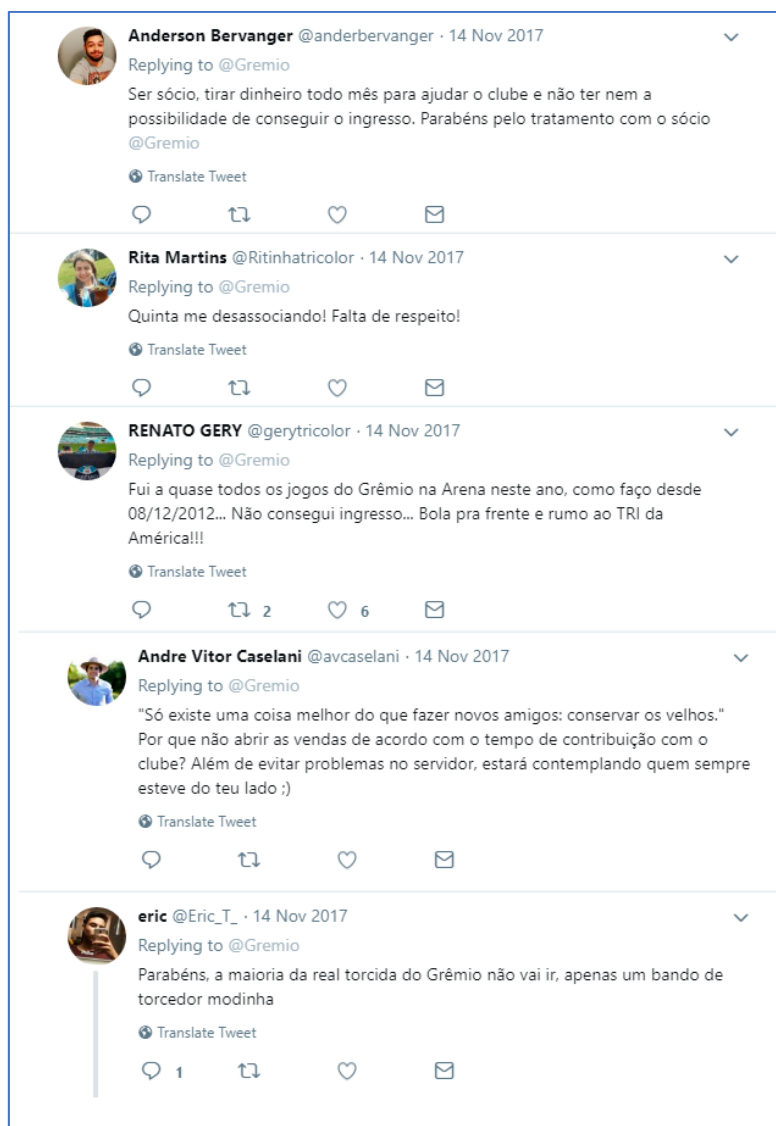 Anderson Bervanger @anderbervanger · 14 Nov 2017
Replying to @Gremio
Ser sócio, tirar dinheiro todo mês para ajudar o clube e não ter nem a
possibilidade de conseguir o ingresso. Parabéns pelo tratamento com o sócio
@Gremio
Translate Tweet
Rita Martins @Ritinhatricolor · 14 Nov 2017
Replying to @Gremio
Quinta me desassociando! Falta de respeito!
Translate Tweet
RENATO GERY @gerytricolor · 14 Nov 2017
Replying to @Gremio
Fui a quase todos os jogos do Grêmio na Arena neste ano, como faço desde
08/12/2012... Não consegui ingresso... Bola pra frente e rumo ao TRI da
América!!!
Translate Tweet
2 6
Andre Vitor Caselani @avcaselani · 14 Nov 2017
Replying to @Gremio
"Só existe uma coisa melhor do que fazer novos amigos: conservar os velhos."
Por que não abrir as vendas de acordo com o tempo de contribuição com o
clube? Além de evitar problemas no servidor, estará contemplando quem sempre
esteve do teu lado ;)
Translate Tweet
eric @Eric_T_ · 14 Nov 2017
Replying to @Gremio
Parabéns, a maioria da real torcida do Grêmio não vai ir, apenas um bando de
torcedor modinha
Translate Tweet
1